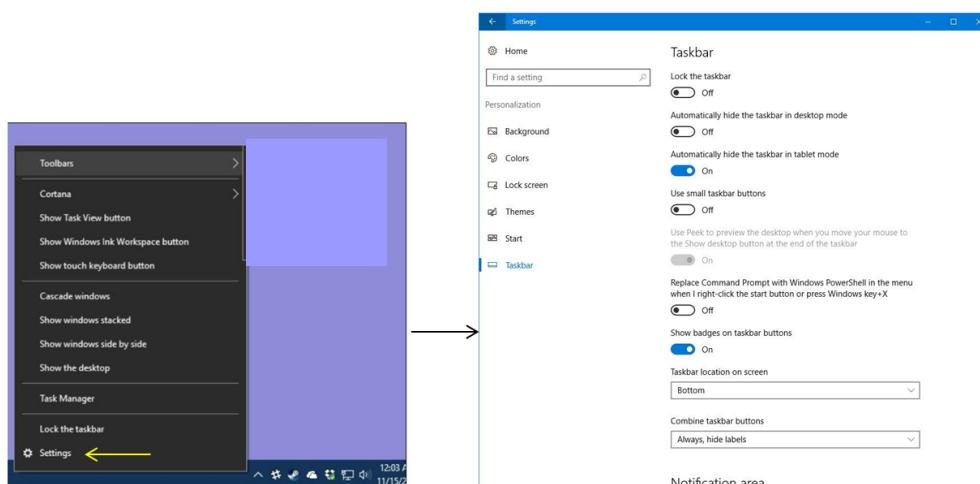 Toolbars
Cortana
Show Task View button
Show Windows Ink Workspace button
Show touch keyboard button
Cascade windows
Show windows stacked
Show windows side by side
Show the desktop
Task Manager
Lock the taskbar
Settings
12:03
11/15/2
Settings
Home
Find a setting
Personalization
Background
Colors
Lock screen
Themes
Start
Taskbar
Taskbar
Lock the taskbar
Off
Automatically hide the taskbar in desktop mode
Off
Automatically hide the taskbar in tablet mode
On
Use small taskbar buttons
Off
Use Peek to preview the desktop when you move your mouse to
the Show desktop button at the end of the taskbar
On
Replace Command Prompt with Windows PowerShell in the menu
when I right-click the start button or press Windows key+X
Off
Show badges on taskbar buttons
On
Taskbar location on screen
Bottom
Combine taskbar buttons
Always, hide labels
Notification area